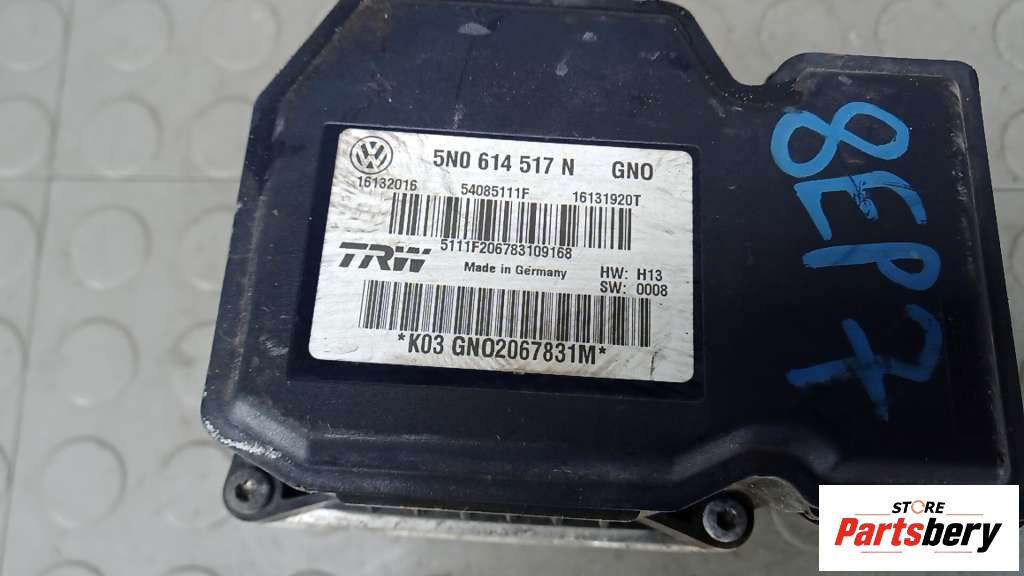 5N0 614 517 N GNO
16132016 54085111F 16131920T
5111F206783109168
TRW Made in Germany HW: H13
SW: 0008
*K03 GNO2067831M*
8EP7
STORE
Partsbery